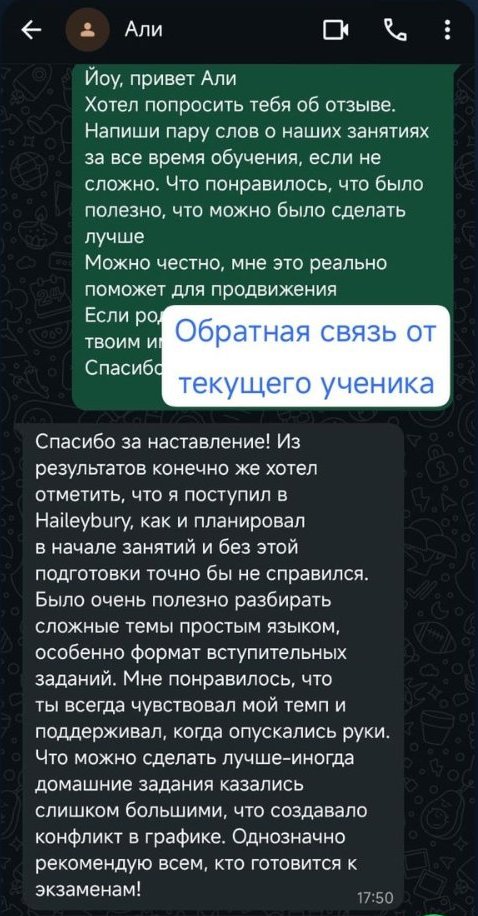 Али
Йоу, привет Али
Хотел попросить тебя об отзыве.
Напиши пару слов о наших занятиях
за все время обучения, если не
сложно. Что понравилось, что было
полезно, что можно было сделать
лучше
Можно честно, мне это реально
поможет для продвижения
Если
твоим
Обратная связь от
текущего ученика
Спасибо за наставление! Из
результатов конечно же хотел
отметить, что я поступил в
Haileybury, как и планировал
в начале занятий и без этой
подготовки точно бы не справился.
Было очень полезно разбирать
сложные темы простым языком,
особенно формат вступительных
заданий. Мне понравилось, что
ты всегда чувствовал мой темп и
поддерживал, когда опускались руки.
Что можно сделать лучше-иногда
домашние задания казались
слишком большими, что создавало
конфликт в графике. Однозначно
рекомендую всем, кто готовится к
экзаменам!
17:50